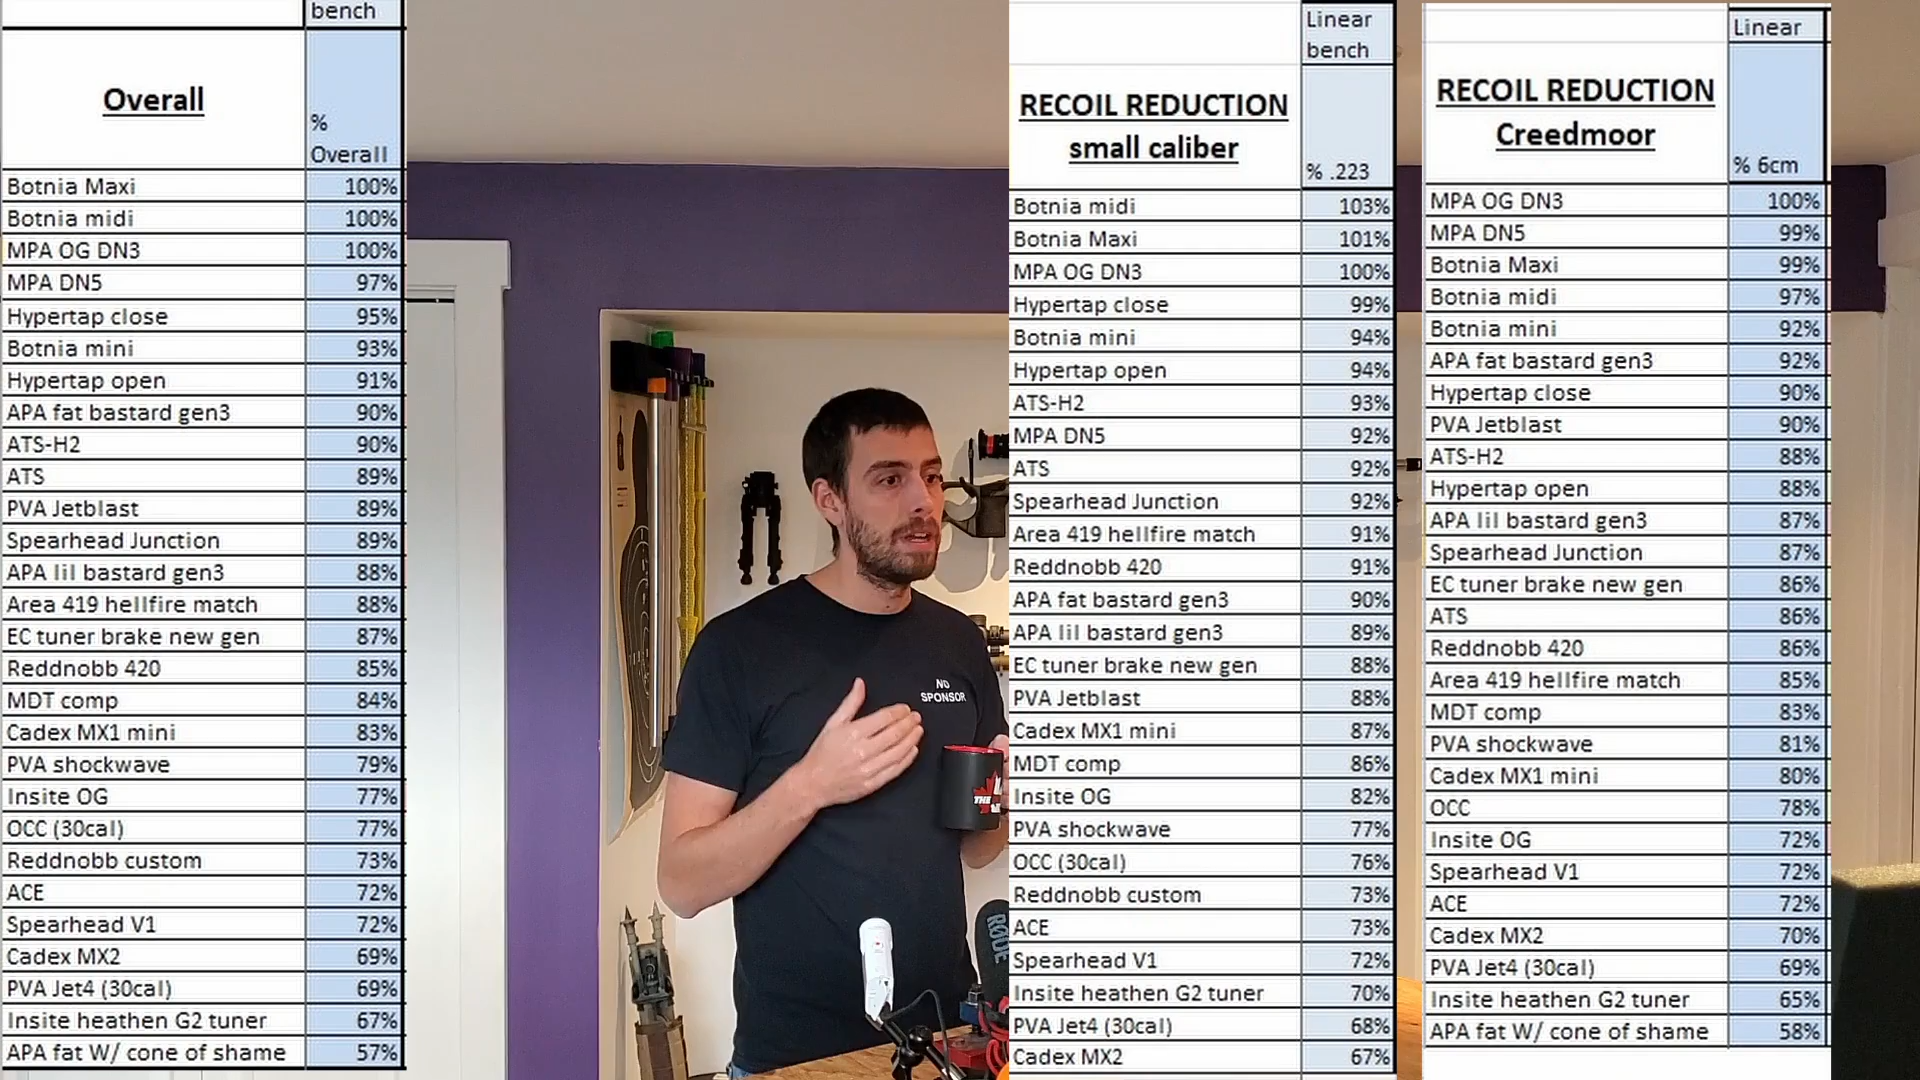 bench
Overall
%
Overall
Botnia Maxi 100%
Botnia midi 100%
MPA OG DN3 100%
MPA DN5 97%
Hypertap close 95%
Botnia mini 93%
Hypertap open 91%
APA fat bastard gen3 90%
ATS-H2 90%
ATS 89%
PVA Jetblast 89%
Spearhead Junction 89%
APA lil bastard gen3 88%
Area 419 hellfire match 88%
EC tuner brake new gen 87%
Reddnobb 420 85%
MDT comp 84%
Cadex MX1 mini 83%
PVA shockwave 79%
Insite OG 77%
OCC (30cal) 77%
Reddnobb custom 73%
ACE 72%
Spearhead V1 72%
Cadex MX2 69%
PVA Jet4 (30cal) 69%
Insite heathen G2 tuner 67%
APA fat W/ cone of shame 57%
NO
SPONSOR
THE
RØDE
Linear
bench
RECOIL REDUCTION
small caliber
% .223
Botnia midi 103%
Botnia Maxi 101%
MPA OG DN3 100%
Hypertap close 99%
Botnia mini 94%
Hypertap open 94%
ATS-H2 93%
MPA DN5 92%
ATS 92%
Spearhead Junction 92%
Area 419 hellfire match 91%
Reddnobb 420 91%
APA fat bastard gen3 90%
APA lil bastard gen3 89%
EC tuner brake new gen 88%
PVA Jetblast 88%
Cadex MX1 mini 87%
MDT comp 86%
Insite OG 82%
PVA shockwave 77%
OCC (30cal) 76%
Reddnobb custom 73%
ACE 73%
Spearhead V1 72%
Insite heathen G2 tuner 70%
PVA Jet4 (30cal) 68%
Cadex MX2 67%
Linear
RECOIL REDUCTION
Creedmoor
% 6cm
MPA OG DN3 100%
MPA DN5 99%
Botnia Maxi 99%
Botnia midi 97%
Botnia mini 92%
APA fat bastard gen3 92%
Hypertap close 90%
PVA Jetblast 90%
ATS-H2 88%
Hypertap open 88%
APA lil bastard gen3 87%
Spearhead Junction 87%
EC tuner brake new gen 86%
ATS 86%
Reddnobb 420 86%
Area 419 hellfire match 85%
MDT comp 83%
PVA shockwave 81%
Cadex MX1 mini 80%
OCC 78%
Insite OG 72%
Spearhead V1 72%
ACE 72%
Cadex MX2 70%
PVA Jet4 (30cal) 69%
Insite heathen G2 tuner 65%
APA fat W/ cone of shame 58%